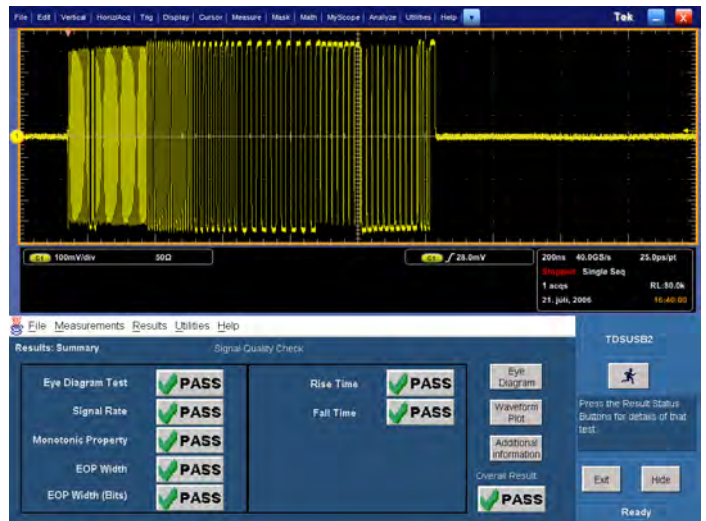 File Edit Vertical Horiz/Acq Trig Display Cursor Measure Mask Math MyScope Analyze Utilities Help Tek
1
C1 100mV/div 50Ω
C1 28.0mV
200ns 40.0GS/s 25.0ps/pt
Stopped Single Seq
1 acqs RL:80.0k
21. júli, 2006 16:40:00
File Measurements Results Utilities Help
Results: Summary Signal Quality Check
Eye Diagram Test PASS
Signal Rate PASS
Monotonic Property PASS
EOP Width PASS
EOP Width (Bits) PASS
Rise Time PASS
Fall Time PASS
Eye Diagram
Waveform Plot
Additional information
Overall Result
PASS
TDSUSB2
Press the Result Status
Buttons for details of that
test.
Exit Hide
Ready